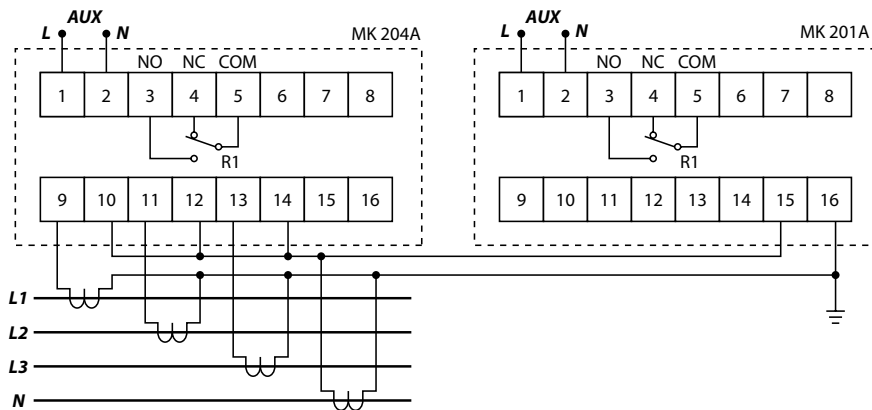 AUX AUX
L N MK 204A L N MK 201A
NO NC COM NO NC COM
1 2 3 4 5 6 7 8 1 2 3 4 5 6 7 8
R1 R1
9 10 11 12 13 14 15 16 9 10 11 12 13 14 15 16
L1
L2
L3
N